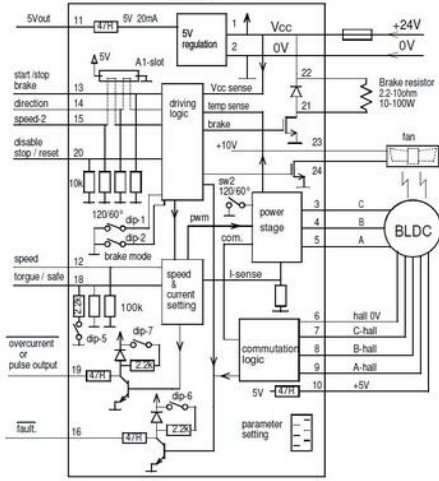 5Vout 11 47R 5V 20mA
5V regulation
1 Vcc +24V
2 0V 0V
5V A1-slot
start /stop
brake 13
direction 14
speed-2 15
disable
stop / reset 20
10k
driving logic
Vcc sense
temp sense
brake
22
21
Brake resistor
2.2-10ohm
10-100W
+10V 23
24
fan
sw2
120/60°
120/60° dip-1
dip-2
brake mode
pwm
com.
power stage
3 C
4 B
5 A
BLDC
speed 12
torgue / safe 18
2.2k
dip-5
100k
speed & current setting
I-sense
commutation logic
6 hall 0V
7 C-hall
8 B-hall
9 A-hall
5V 47R 10 +5V
overcurrent
or
pulse output
19 47R
dip-7
2.2k
dip-6
fault. 16 47R
2.2k
parameter
setting